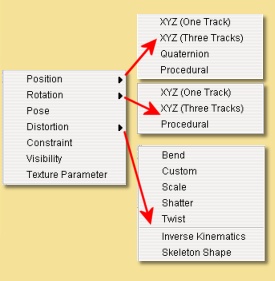 Position
Rotation
Pose
Distortion
Constraint
Visibility
Texture Parameter
XYZ (One Track)
XYZ (Three Tracks)
Quaternion
Procedural
XYZ (One Track)
XYZ (Three Tracks)
Procedural
Bend
Custom
Scale
Shatter
Twist
Inverse Kinematics
Skeleton Shape